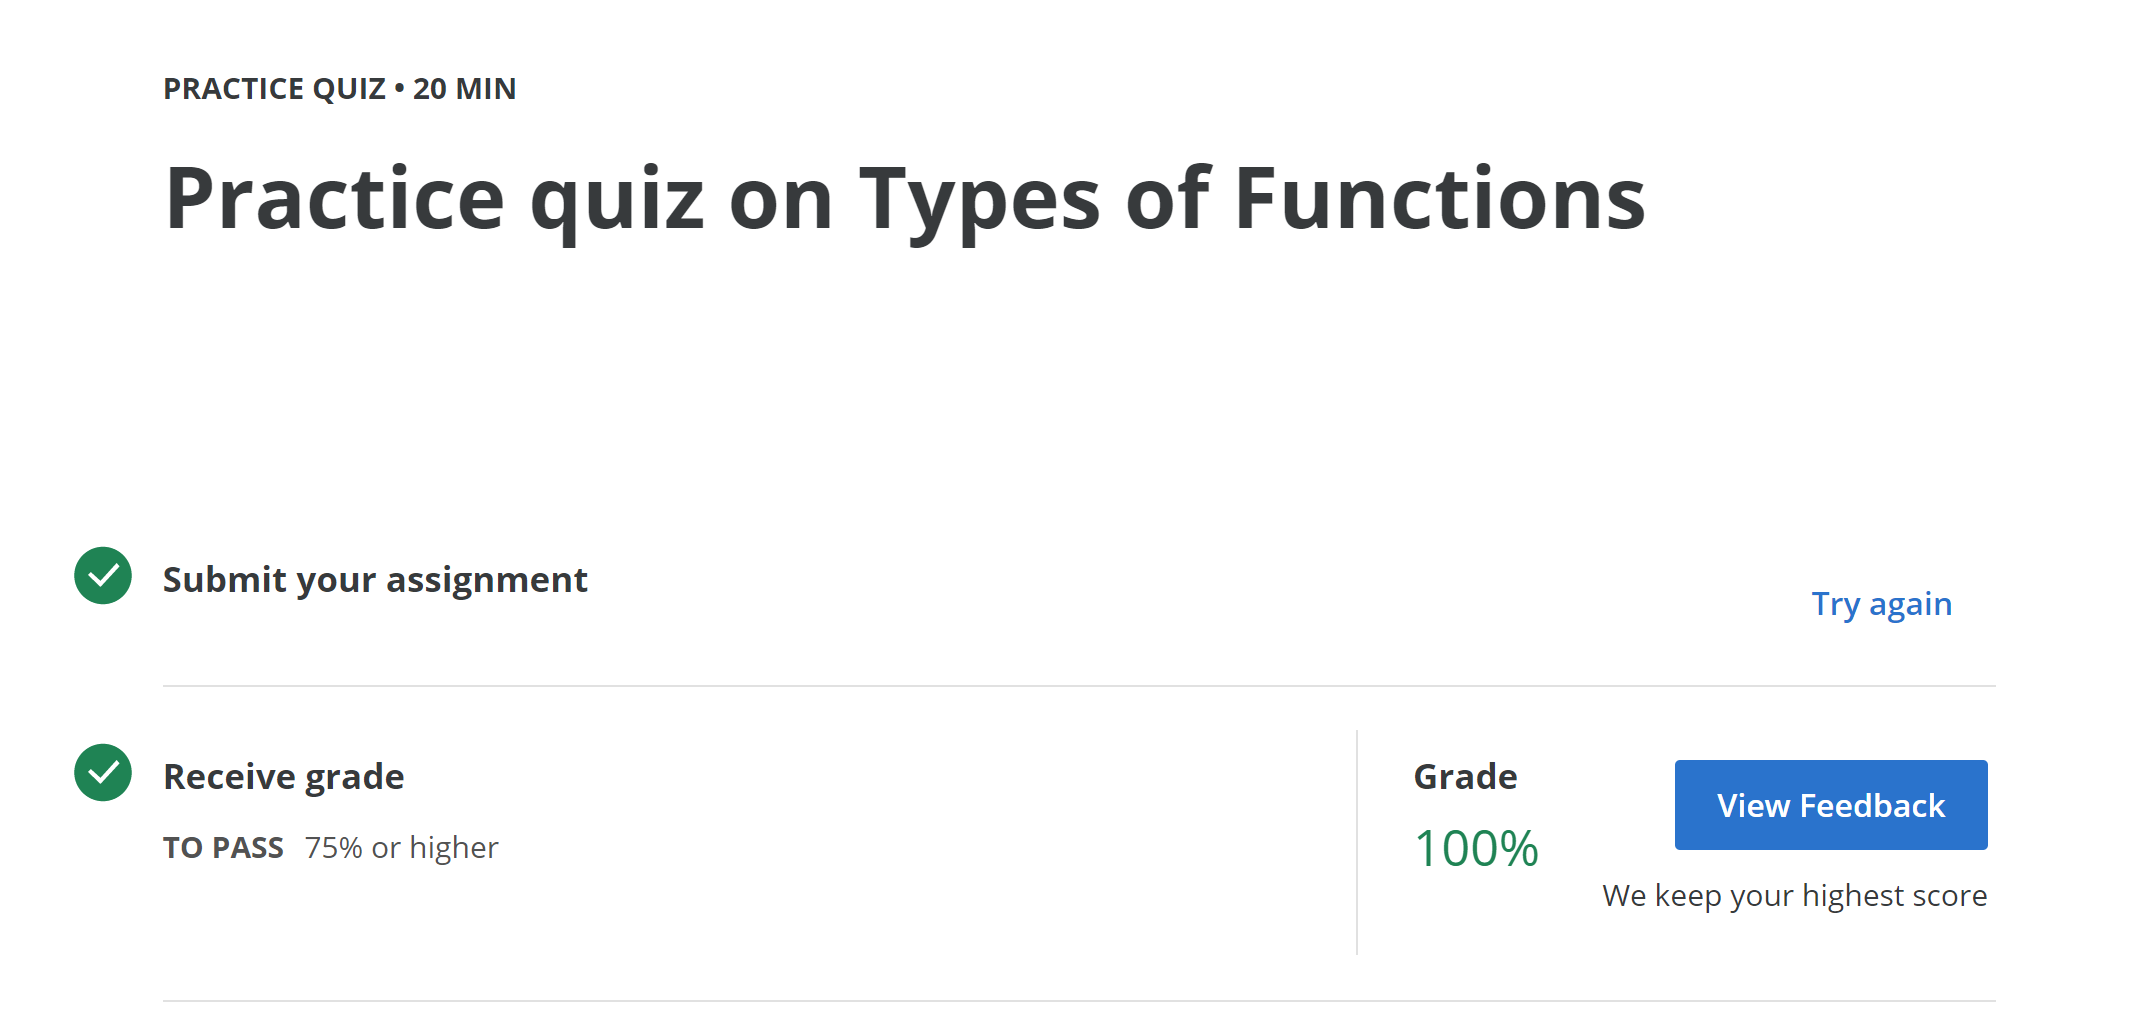 PRACTICE QUIZ • 20 MIN
Practice quiz on Types of Functions
Submit your assignment
Try again
Receive grade
TO PASS 75% or higher
Grade
100%
View Feedback
We keep your highest score